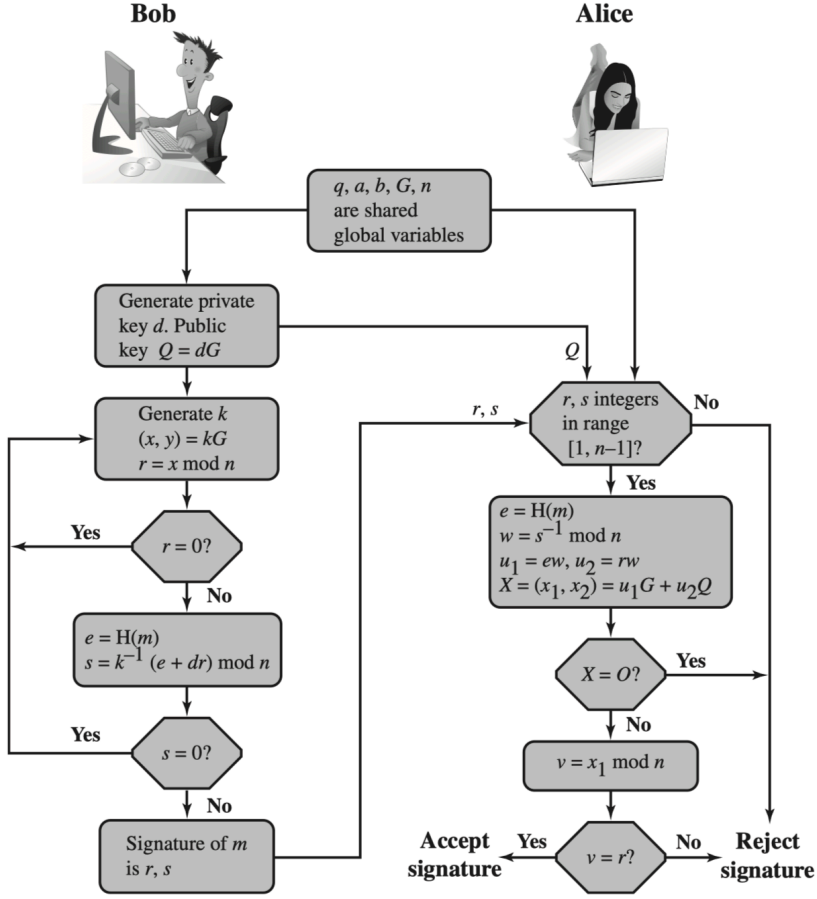 Bob
Alice
q, a, b, G, n
are shared
global variables
Generate private
key d. Public
key Q = dG
Q
Generate k
(x, y) = kG
r = x mod n
r, s
r, s integers
in range
[1, n–1]?
No
Yes
Yes
r = 0?
No
e = H(m)
w = s⁻¹ mod n
u₁ = ew, u₂ = rw
X = (x₁, x₂) = u₁G + u₂Q
e = H(m)
s = k⁻¹ (e + dr) mod n
X = O?
Yes
No
Yes
s = 0?
No
v = x₁ mod n
Signature of m
is r, s
Accept
signature
Yes
v = r?
No
Reject
signature